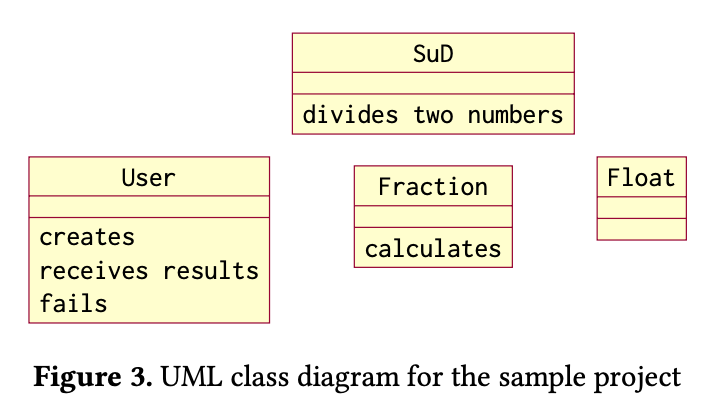 SuD
divides two numbers
User
creates
receives results
fails
Fraction
calculates
Float
Figure 3. UML class diagram for the sample project